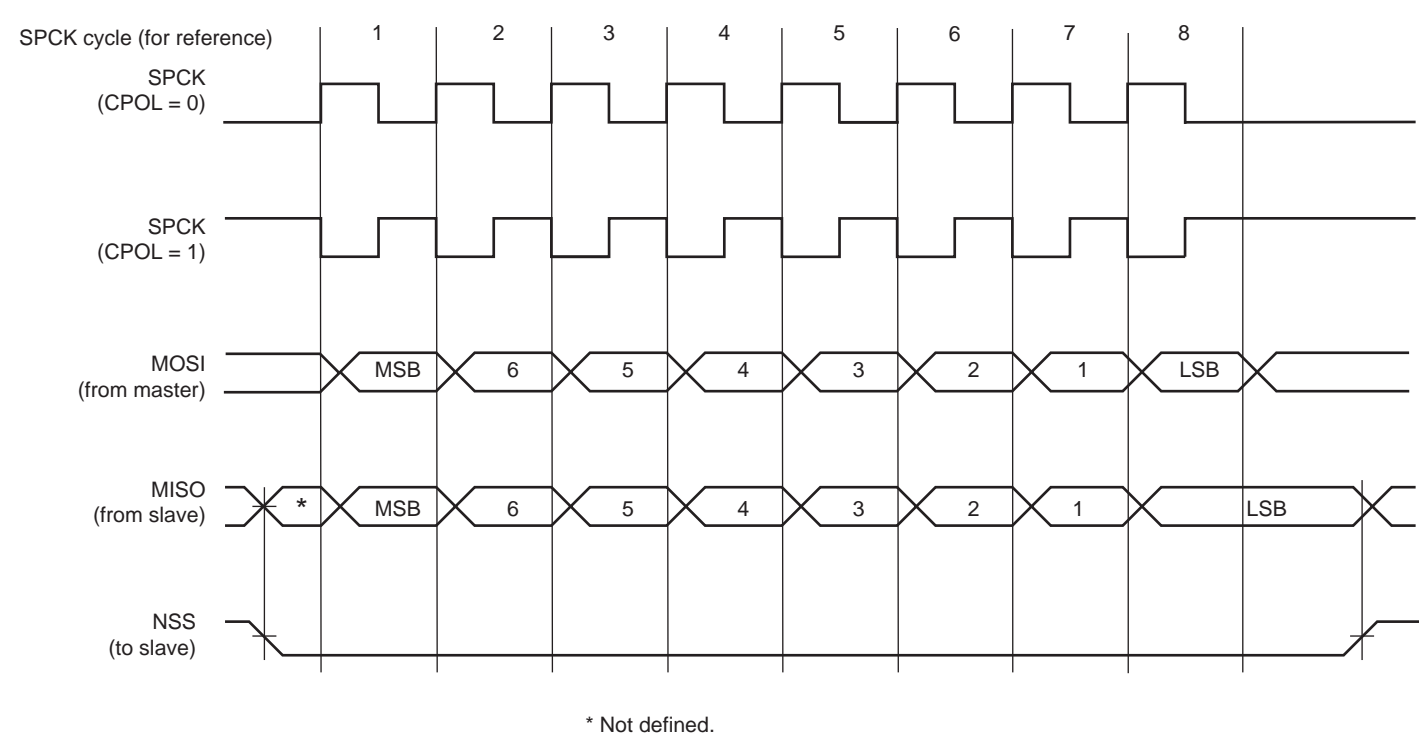 SPCK cycle (for reference) 1 2 3 4 5 6 7 8
SPCK
(CPOL = 0)
SPCK
(CPOL = 1)
MOSI
(from master)
MSB 6 5 4 3 2 1 LSB
MISO
(from slave)
* MSB 6 5 4 3 2 1 LSB
NSS
(to slave)
* Not defined.